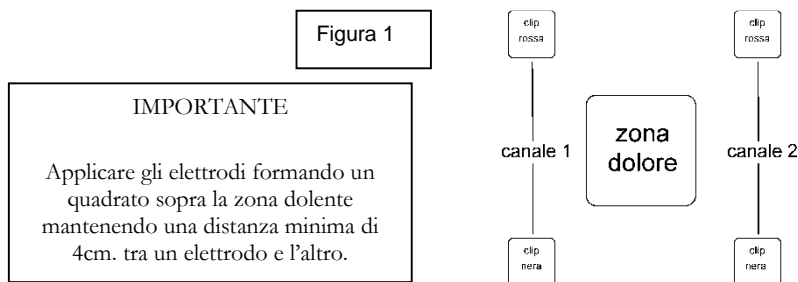 Figura 1
IMPORTANTE
Applicare gli elettrodi formando un
quadrato sopra la zona dolente
mantenendo una distanza minima di
4cm. tra un elettrodo e l'altro.
clip
rossa
clip
rossa
canale 1
zona
dolore
canale 2
clip
nera
clip
nera